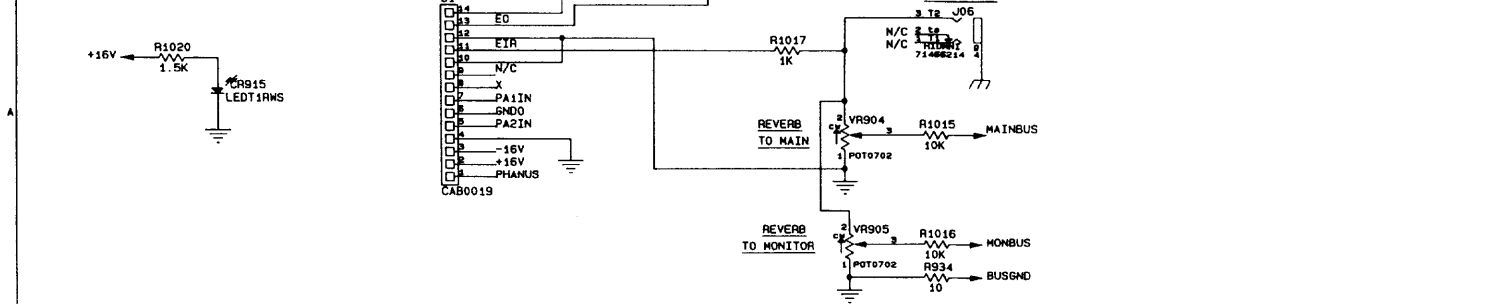 A
+16V
R1020
1.5K
CR915
LEDT1RWS
14
13
EO
12
11
EIR
10
9
N/C
8
X
7
PA1IN
6
GND0
5
PA2IN
4
3
-16V
2
+16V
1
PHANUS
CAB0019
R1017
1K
3 T2
J06
N/C 2
N/C 1 T1
4
REVERB
TO MAIN
2
VR904
CW
3
1
POT0702
R1015
10K
MAINBUS
REVERB
TO MONITOR
2
VR905
CW
3
1
POT0702
R1016
10K
MONBUS
R934
10
BUSGND